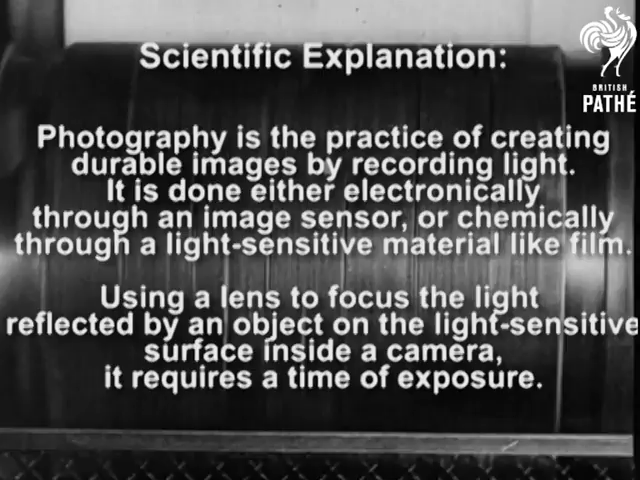 BRITISH
PATHÉ
Scientific Explanation:
Photography is the practice of creating
durable images by recording light.
It is done either electronically
through an image sensor, or chemically
through a light-sensitive material like film.
Using a lens to focus the light
reflected by an object on the light-sensitive
surface inside a camera,
it requires a time of exposure.